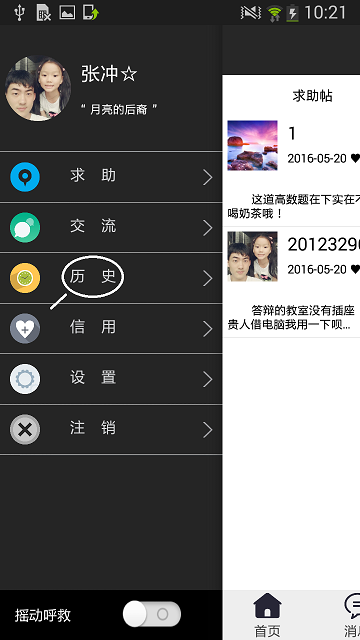 10:21
张冲☆
“ 月亮的后裔 ”
求 助
交 流
历 史
信 用
设 置
注 销
摇动呼救
求助帖
1
2016-05-20
这道高数题在下实在不
喝奶茶哦！
2012329
2016-05-20
答辩的教室没有插座
贵人借电脑我用一下呗...
首页
消